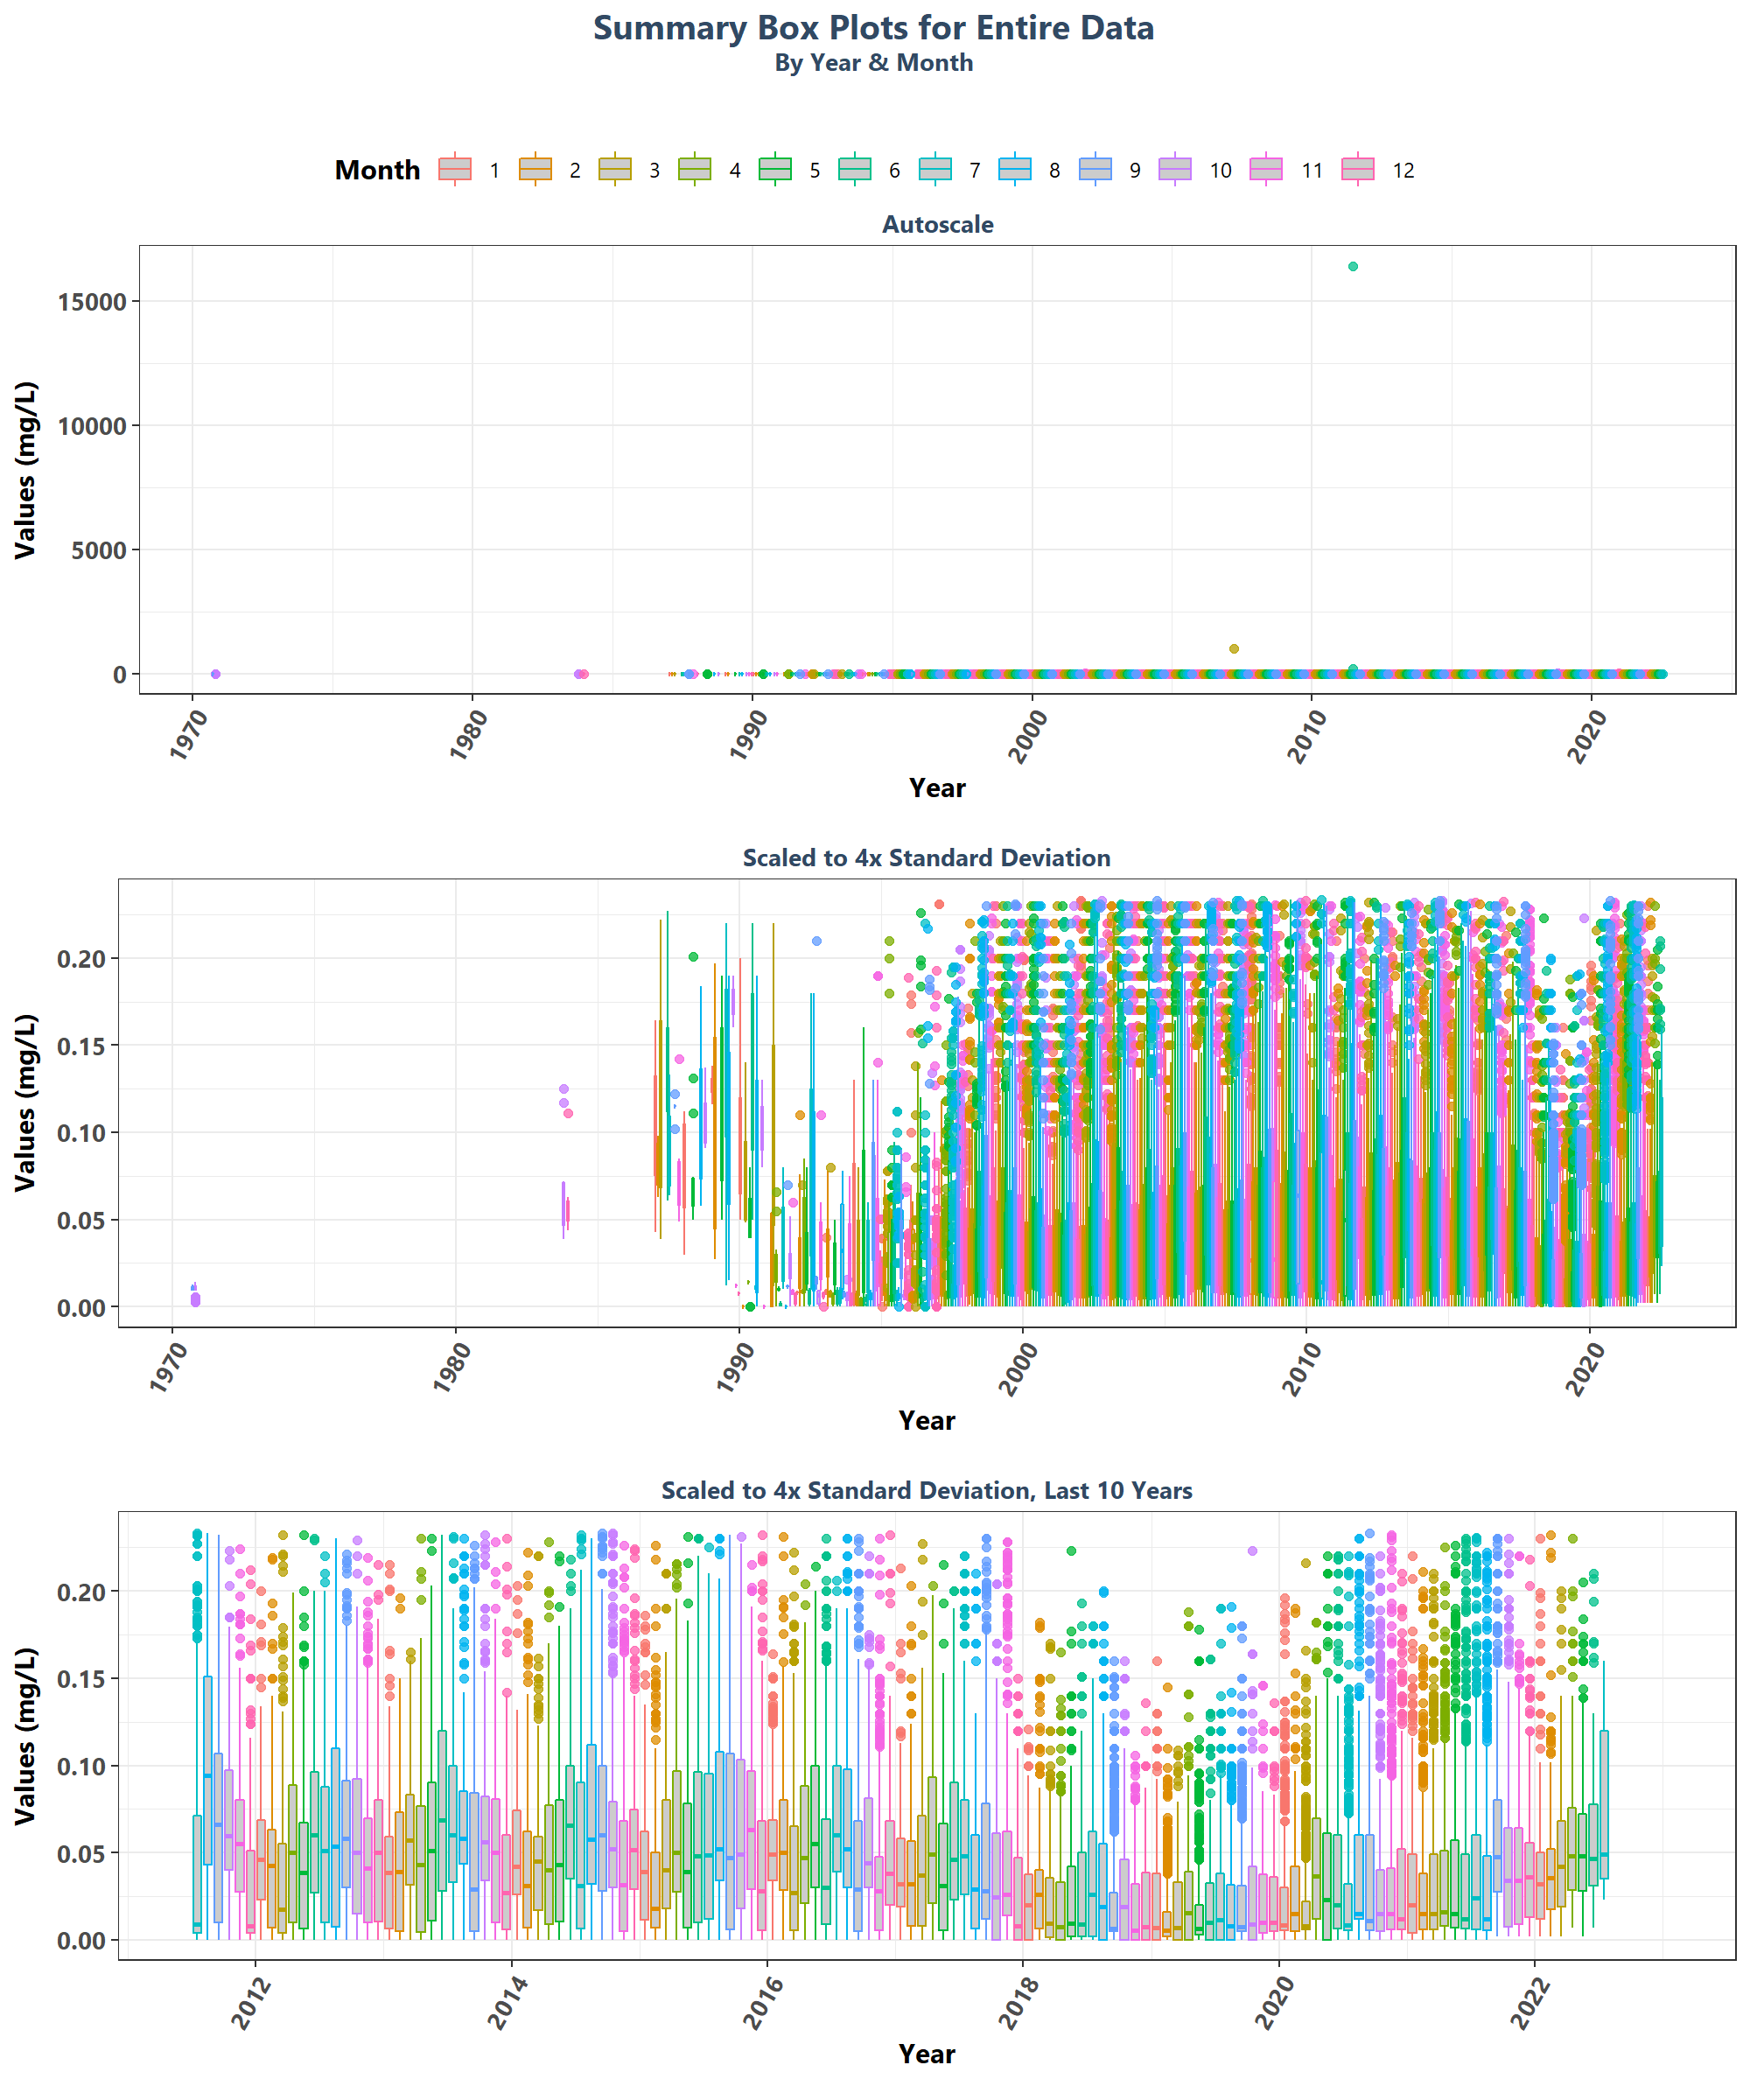 Summary Box Plots for Entire Data
By Year & Month
Month 1 2 3 4 5 6 7 8 9 10 11 12
Autoscale
Values (mg/L)
15000
10000
5000
0
1970 1980 1990 2000 2010 2020
Year
Scaled to 4x Standard Deviation
Values (mg/L)
0.20
0.15
0.10
0.05
0.00
1970 1980 1990 2000 2010 2020
Year
Scaled to 4x Standard Deviation, Last 10 Years
Values (mg/L)
0.20
0.15
0.10
0.05
0.00
2012 2014 2016 2018 2020 2022
Year